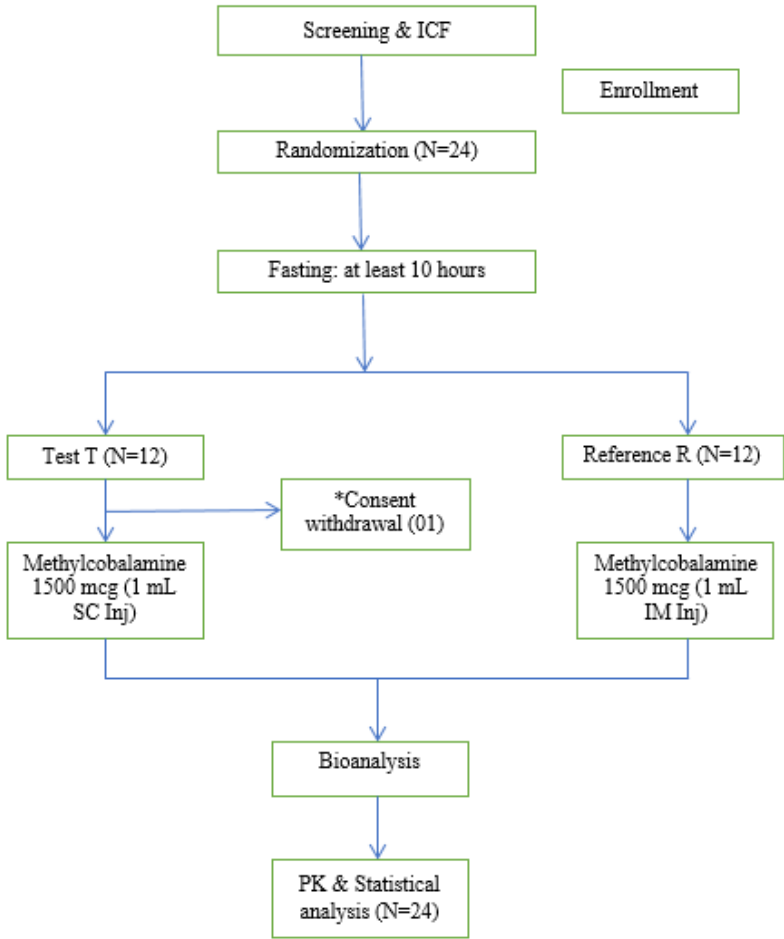 Screening & ICF
Enrollment
Randomization (N=24)
Fasting: at least 10 hours
Test T (N=12)
Reference R (N=12)
*Consent
withdrawal (01)
Methylcobalamine
1500 mcg (1 mL
SC Inj)
Methylcobalamine
1500 mcg (1 mL
IM Inj)
Bioanalysis
PK & Statistical
analysis (N=24)